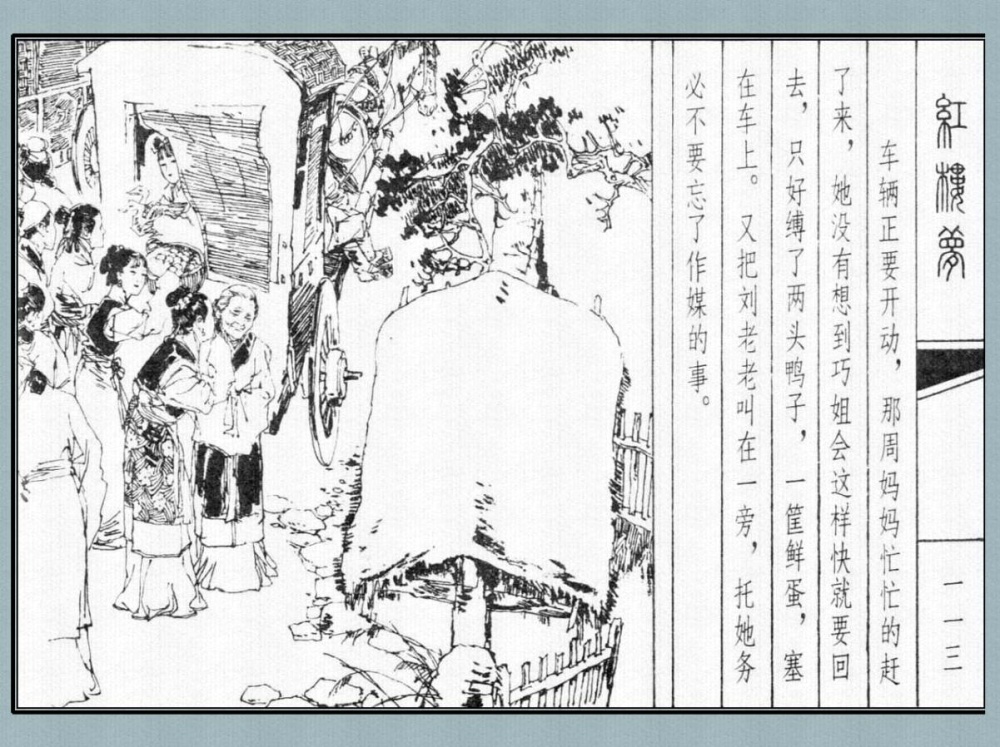 紅樓夢
一一三
车辆正要开动，那周妈妈忙忙的赶
了来，她没有想到巧姐会这样快就要回
去，只好缚了两头鸭子，一筐鲜蛋，塞
在车上。又把刘老老叫在一旁，托她务
必不要忘了作媒的事。